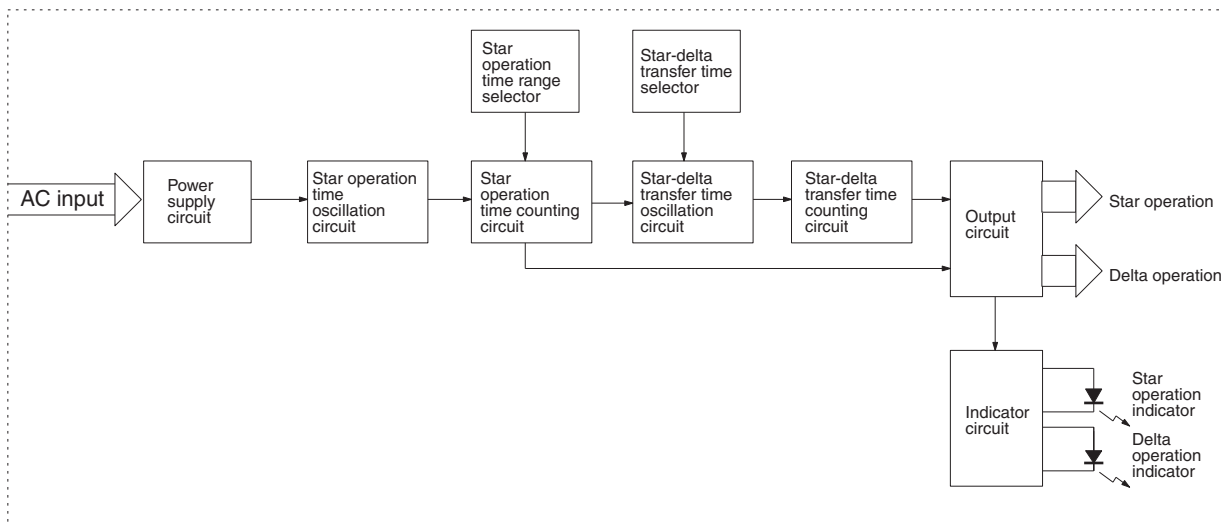 Star
operation
time range
selector
Star-delta
transfer time
selector
AC input
Power
supply
circuit
Star operation
time
oscillation
circuit
Star
operation
time counting
circuit
Star-delta
transfer time
oscillation circuit
Star-delta
transfer time
counting
circuit
Output
circuit
Star operation
Delta operation
Indicator
circuit
Star
operation
indicator
Delta
operation
indicator